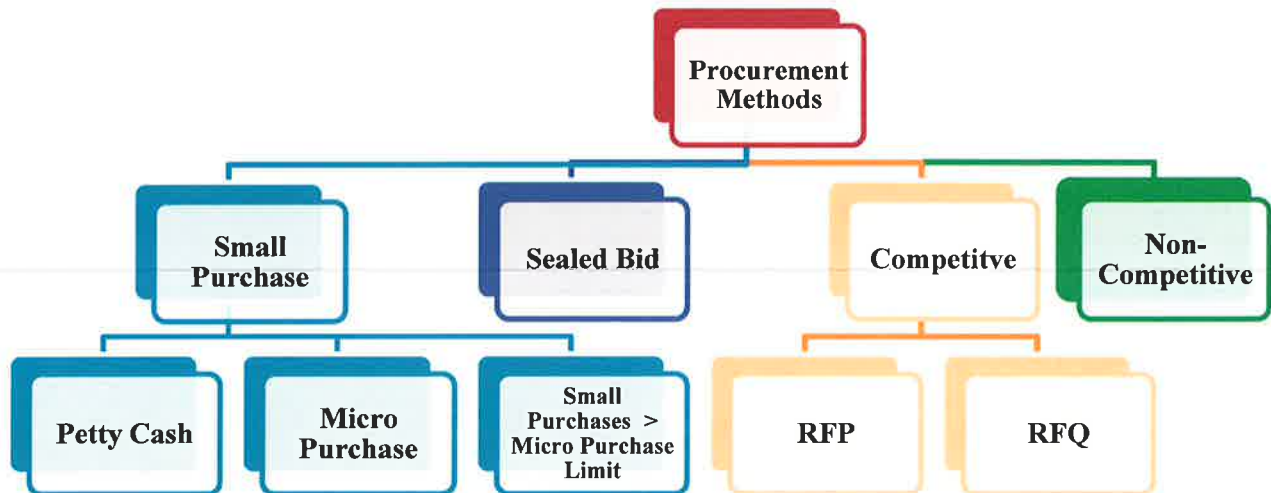 Procurement
Methods
Small
Purchase
Sealed Bid
Competitve
Non-
Competitive
Petty Cash
Micro
Purchase
Small
Purchases >
Micro Purchase
Limit
RFP
RFQ